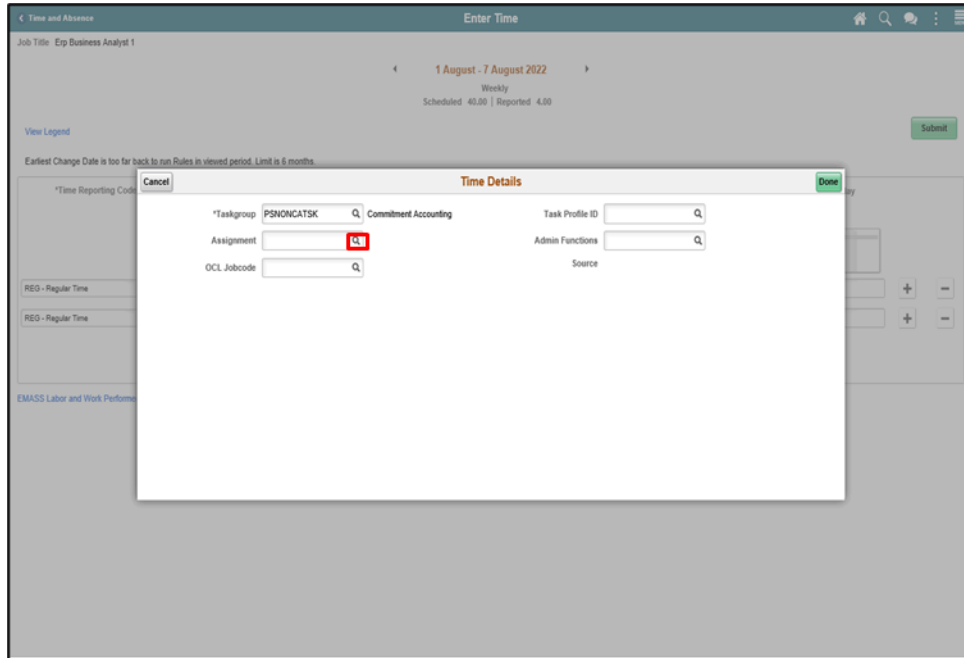 Time and Absence
Enter Time
Job Title Erp Business Analyst 1
1 August - 7 August 2022
Weekly
Scheduled 40.00 | Reported 4.00
View Legend
Submit
Earliest Change Date is too far back to run Rules in viewed period. Limit is 6 months.
*Time Reporting Code
Cancel
Time Details
Done
*Taskgroup PSNONCATSK Commitment Accounting
Task Profile ID
Assignment
Admin Functions
OCL Jobcode
Source
REG - Regular Time
REG - Regular Time
EMASS Labor and Work Performe